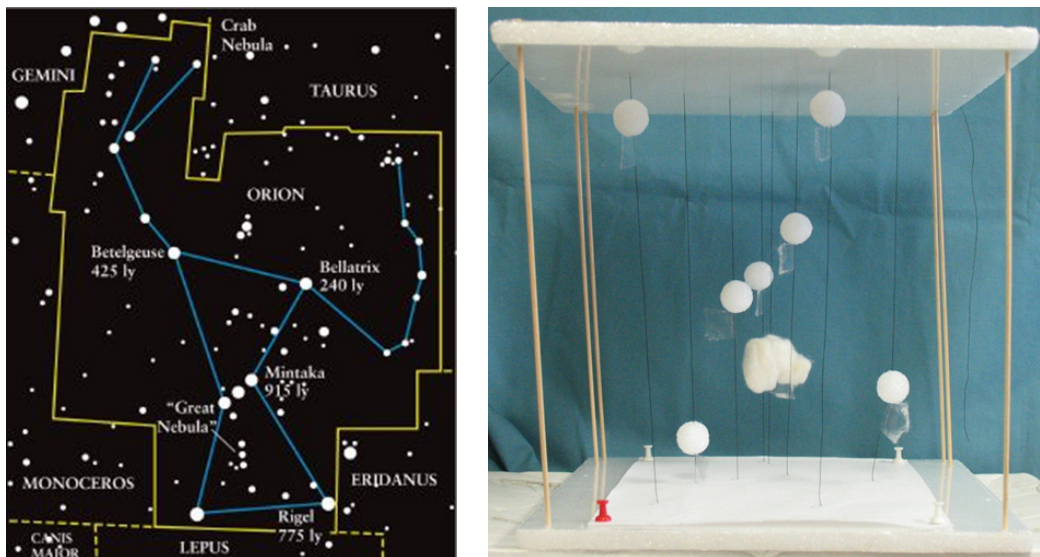 Crab
Nebula
GEMINI
TAURUS
ORION
Betelgeuse
425 ly
Bellatrix
240 ly
Mintaka
915 ly
"Great
Nebula"
MONOCEROS
ERIDANUS
Rigel
775 ly
CANIS
MAJOR
LEPUS